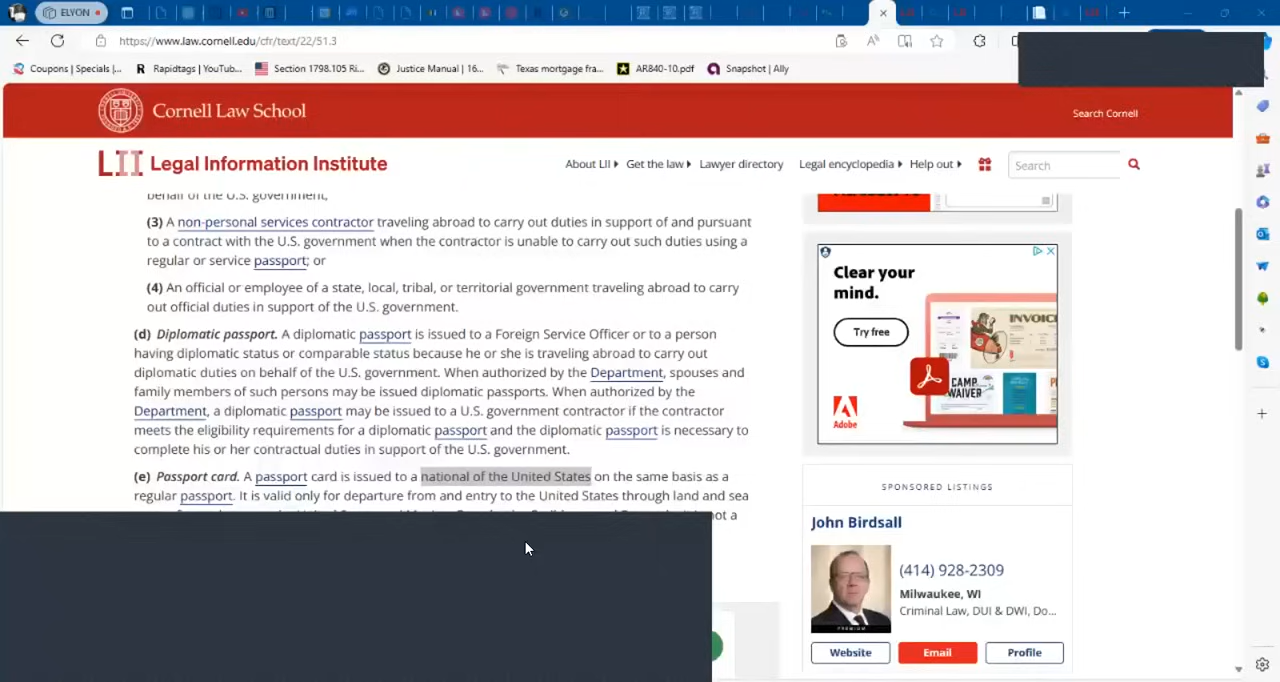 ELYON
https://www.law.cornell.edu/cfr/text/22/51.3
Coupons | Specials |...
Rapidtags | YouTub...
Section 1798.105 Ri...
Justice Manual | 16...
Texas mortgage fra...
AR840-10.pdf
Snapshot | Ally
Cornell Law School
Search Cornell
LII Legal Information Institute
About LII
Get the law
Lawyer directory
Legal encyclopedia
Help out
Search
behalf of the U.S. government;
(3) A non-personal services contractor traveling abroad to carry out duties in support of and pursuant
to a contract with the U.S. government when the contractor is unable to carry out such duties using a
regular or service passport; or
(4) An official or employee of a state, local, tribal, or territorial government traveling abroad to carry
out official duties in support of the U.S. government.
(d) Diplomatic passport. A diplomatic passport is issued to a Foreign Service Officer or to a person
having diplomatic status or comparable status because he or she is traveling abroad to carry out
diplomatic duties on behalf of the U.S. government. When authorized by the Department, spouses and
family members of such persons may be issued diplomatic passports. When authorized by the
Department, a diplomatic passport may be issued to a U.S. government contractor if the contractor
meets the eligibility requirements for a diplomatic passport and the diplomatic passport is necessary to
complete his or her contractual duties in support of the U.S. government.
(e) Passport card. A passport card is issued to a national of the United States on the same basis as a
regular passport. It is valid only for departure from and entry to the United States through land and sea
not a
Clear your
mind.
Try free
INVOIC
CAMP
WAIVER
Adobe
SPONSORED LISTINGS
John Birdsall
(414) 928-2309
Milwaukee, WI
Criminal Law, DUI & DWI, Do...
PREMIUM
Website
Email
Profile